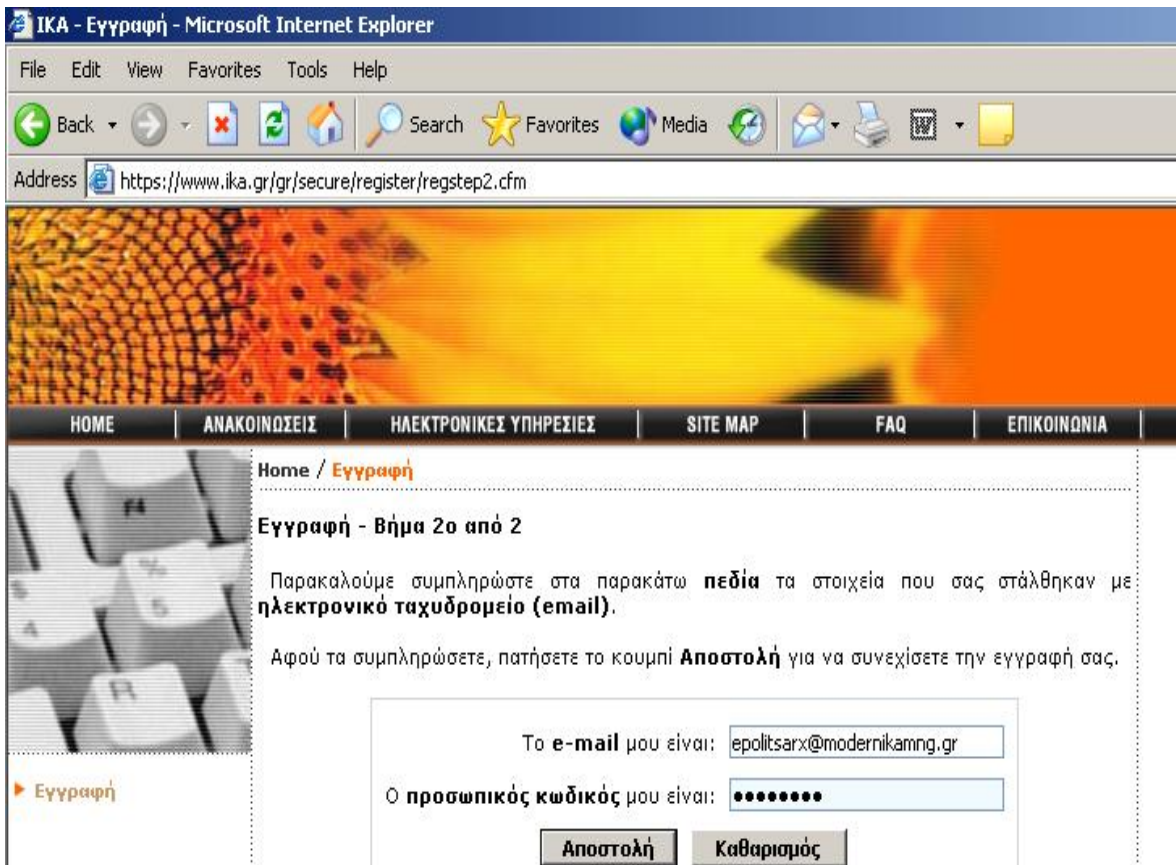 IKA - Εγγραφή - Microsoft Internet Explorer
File Edit View Favorites Tools Help
Back Search Favorites Media
Address https://www.ika.gr/gr/secure/register/regstep2.cfm
HOME ΑΝΑΚΟΙΝΩΣΕΙΣ ΗΛΕΚΤΡΟΝΙΚΕΣ ΥΠΗΡΕΣΙΕΣ SITE MAP FAQ ΕΠΙΚΟΙΝΩΝΙΑ
Home / Εγγραφή
Εγγραφή - Βήμα 2ο από 2
Παρακαλούμε συμπληρώστε στα παρακάτω πεδία τα στοιχεία που σας στάλθηκαν με
ηλεκτρονικό ταχυδρομείο (email).
Αφού τα συμπληρώσετε, πατήσετε το κουμπί Αποστολή για να συνεχίσετε την εγγραφή σας.
Το e-mail μου είναι: epolitsarx@modernikamng.gr
Ο προσωπικός κωδικός μου είναι: ●●●●●●●●
Αποστολή Καθαρισμός
Εγγραφή
F4
%
5
4
R